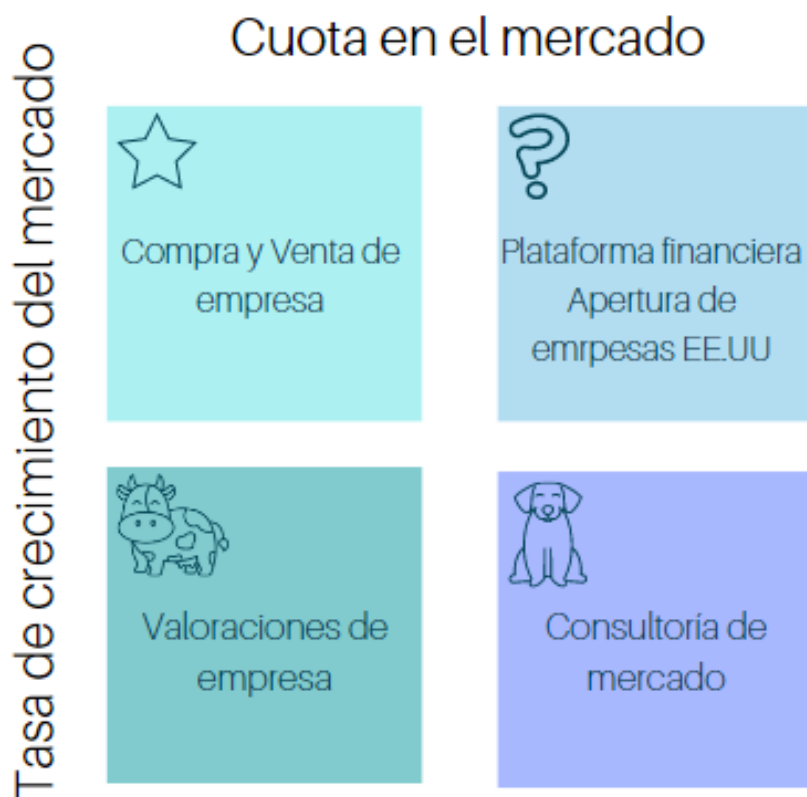 Cuota en el mercado
Tasa de crecimiento del mercado
Compra y Venta de
empresa
?
Plataforma financiera
Apertura de
emrpesas EE.UU
Valoraciones de
empresa
Consultoría de
mercado